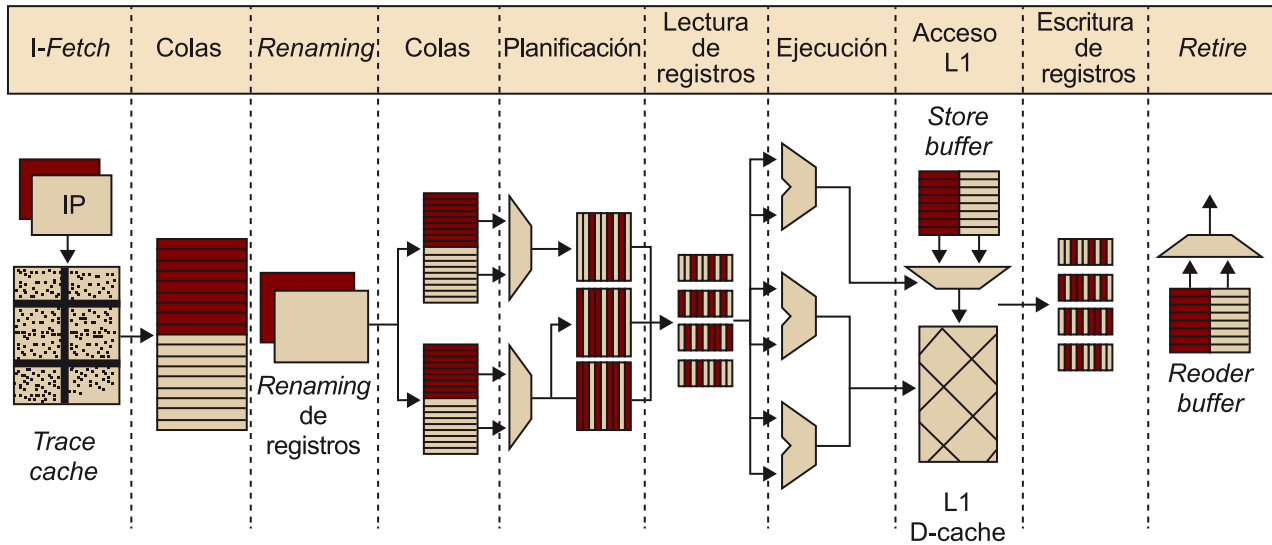 I-Fetch
Colas
Renaming
Colas
Planificación
Lectura
de
registros
Ejecución
Acceso
L1
Escritura
de
registros
Retire
IP
Trace
cache
Renaming
de
registros
Store
buffer
L1
D-cache
Reoder
buffer